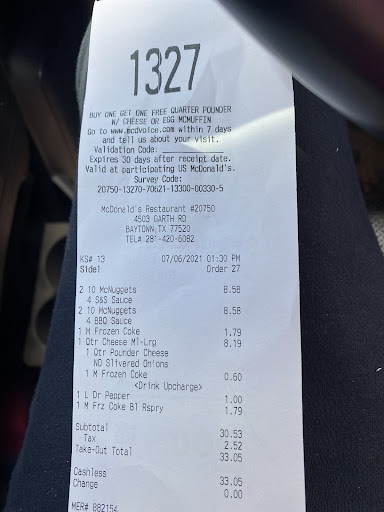 1327
BUY ONE GET ONE FREE QUARTER POUNDER
W/ CHEESE OR EGG MCMUFFIN
Go to www.mcdvoice.com within 7 days
and tell us about your visit.
Validation Code: ____________
Expires 30 days after receipt date.
Valid at participating US McDonald's.
Survey Code:
20750-13270-70621-13300-00330-5
McDonald's Restaurant #20750
4503 GARTH RD
BAYTOWN,TX 77520
TEL# 281-420-6082
KS# 13 07/06/2021 01:30 PM
Side1 Order 27
2 10 McNuggets 8.58
4 S&S Sauce
2 10 McNuggets 8.58
4 BBQ Sauce
1 M Frozen Coke 1.79
1 Qtr Cheese Ml-Lrg 8.19
1 Qtr Pounder Cheese
NO Slivered Onions
1 M Frozen Coke 0.60
<Drink Upcharge>
1 L Dr Pepper 1.00
1 M Frz Coke Bl Rspry 1.79
Subtotal 30.53
Tax 2.52
Take-Out Total 33.05
Cashless 33.05
Change 0.00
MER# 882154